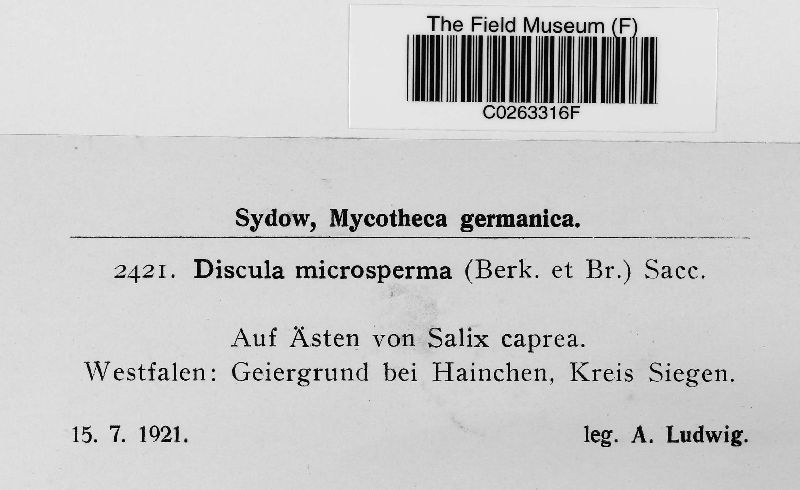 The Field Museum (F)
C0263316F
Sydow, Mycotheca germanica.
2421. Discula microsperma (Berk. et Br.) Sacc.
Auf Ästen von Salix caprea.
Westfalen: Geiergrund bei Hainchen, Kreis Siegen.
15. 7. 1921. leg. A. Ludwig.